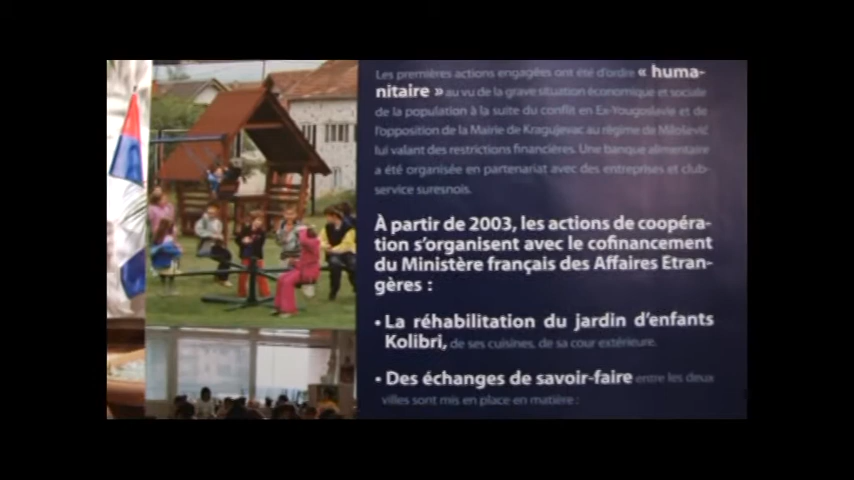 Les premières actions engagées ont été d'ordre « huma-
nitaire » au vu de la grave situation économique et sociale
de la population à la suite du conflit en Ex-Yougoslavie et de
l'opposition de la Mairie de Kragujevac au régime de Milošević
lui valant des restrictions financières. Une banque alimentaire
a été organisée en partenariat avec des entreprises et club-
service suresnois.
À partir de 2003, les actions de coopéra-
tion s'organisent avec le cofinancement
du Ministère français des Affaires Etran-
gères :
• La réhabilitation du jardin d'enfants
Kolibri, de ses cuisines, de sa cour extérieure.
• Des échanges de savoir-faire entre les deux
villes sont mis en place en matière :